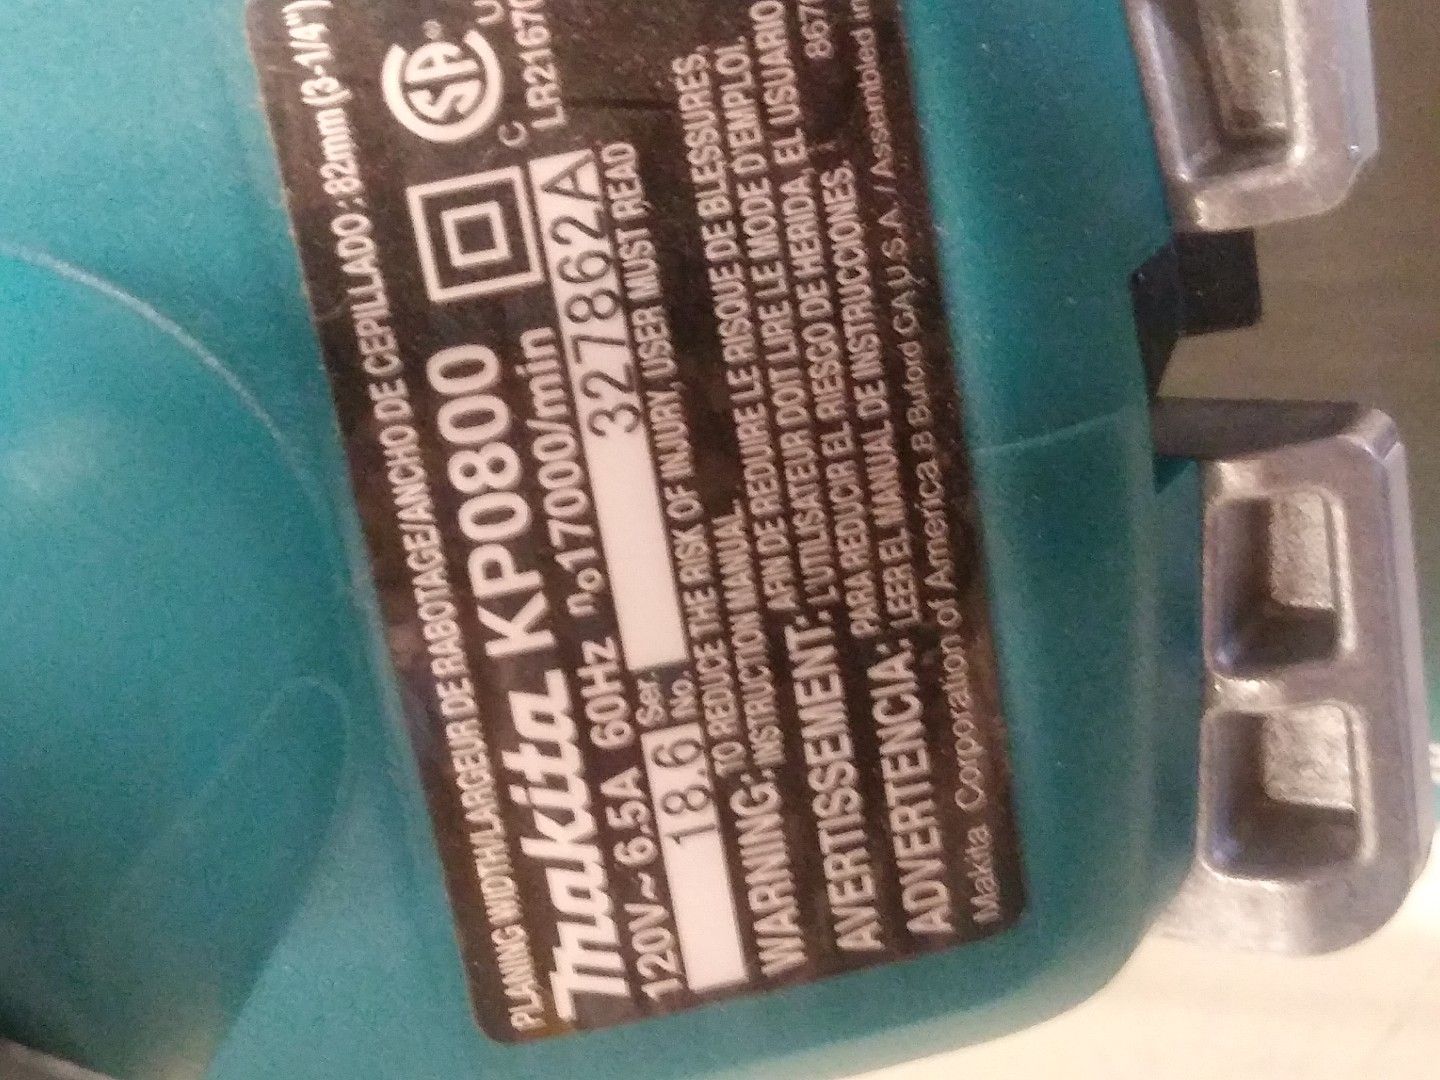 PLANING WIDTH/LARGEUR DE RABOTAGE/ANCHO DE CEPILLADO : 82mm (3-1/4")
Makita KP0800
SA
C
LR21670
120V~ 6.5A 60Hz no17000/min
18.6 Ser. No. 327862A
WARNING: TO REDUCE THE RISK OF INJURY, USER MUST READ
INSTRUCTION MANUAL.
AVERTISSEMENT: AFIN DE REDUIRE LE RISQUE DE BLESSURES,
L'UTILISATEUR DOIT LIRE LE MODE D'EMPLOI.
ADVERTENCIA: PARA REDUCIR EL RIESGO DE HERIDA, EL USUARIO
LEER EL MANUAL DE INSTRUCCIONES.
Makita Corporation of America Buford GA U.S.A. / Assembled in